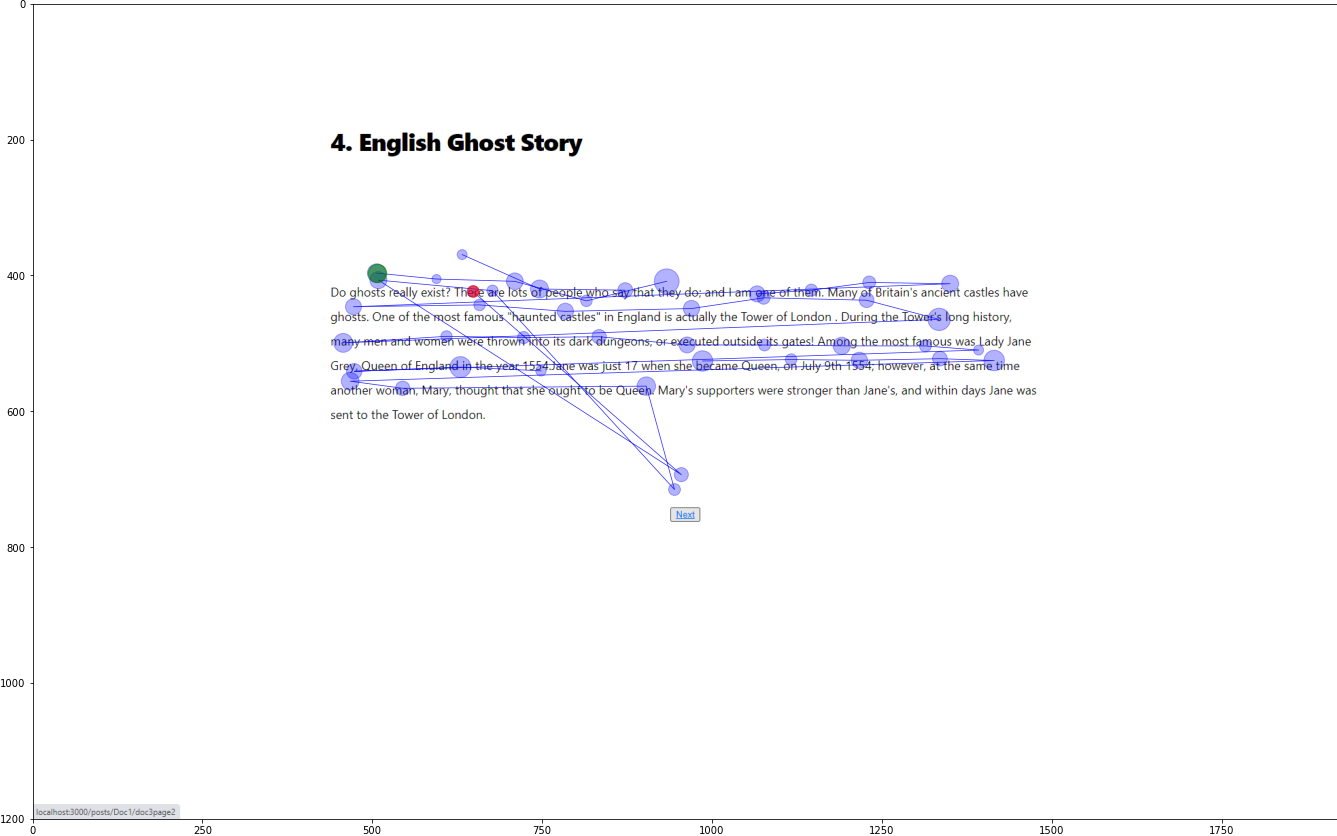 0
200
4. English Ghost Story
400
Do ghosts really exist? There are lots of people who say that they do; and I am one of them. Many of Britain's ancient castles have
ghosts. One of the most famous "haunted castles" in England is actually the Tower of London . During the Tower's long history,
many men and women were thrown into its dark dungeons, or executed outside its gates! Among the most famous was Lady Jane
Grey, Queen of England in the year 1554.Jane was just 17 when she became Queen, on July 9th 1554; however, at the same time
another woman, Mary, thought that she ought to be Queen. Mary's supporters were stronger than Jane's, and within days Jane was
600
sent to the Tower of London.
Next
800
1000
localhost:3000/posts/Doc1/doc3page2
1200
0 250 500 750 1000 1250 1500 1750